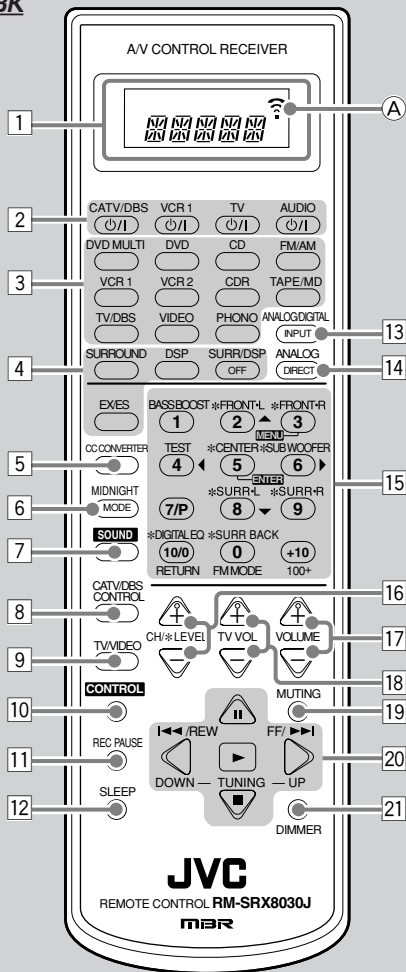 BK
A/V CONTROL RECEIVER
A
1
CATV/DBS VCR 1 TV AUDIO
2
⏻/I ⏻/I ⏻/I ⏻/I
DVD MULTI DVD CD FM/AM
3
VCR 1 VCR 2 CDR TAPE/MD
TV/DBS VIDEO PHONO ANALOG/DIGITAL
INPUT 13
4
SURROUND DSP SURR/DSP ANALOG
OFF DIRECT 14
EX/ES BASS BOOST ✻FRONT•L ✻FRONT•R
1 2 3
MENU
CC CONVERTER TEST ✻CENTER ✻SUBWOOFER
5 4 5 6 15
ENTER
MIDNIGHT ✻SURR•L ✻SURR•R
6 MODE 7/P 8 9
SOUND ✻DIGITAL EQ ✻SURR BACK
7 10/0 0 +10
RETURN FM MODE 100+
CATV/DBS
CONTROL
8 16
CH/✻LEVEL TV VOL VOLUME
+ + +
− − −
17
TV/VIDEO
9 18
CONTROL MUTING
10 19
REC PAUSE
11
/REW FF/
20
DOWN TUNING UP
SLEEP
12 21
DIMMER
JVC
REMOTE CONTROL RM-SRX8030J
MBR